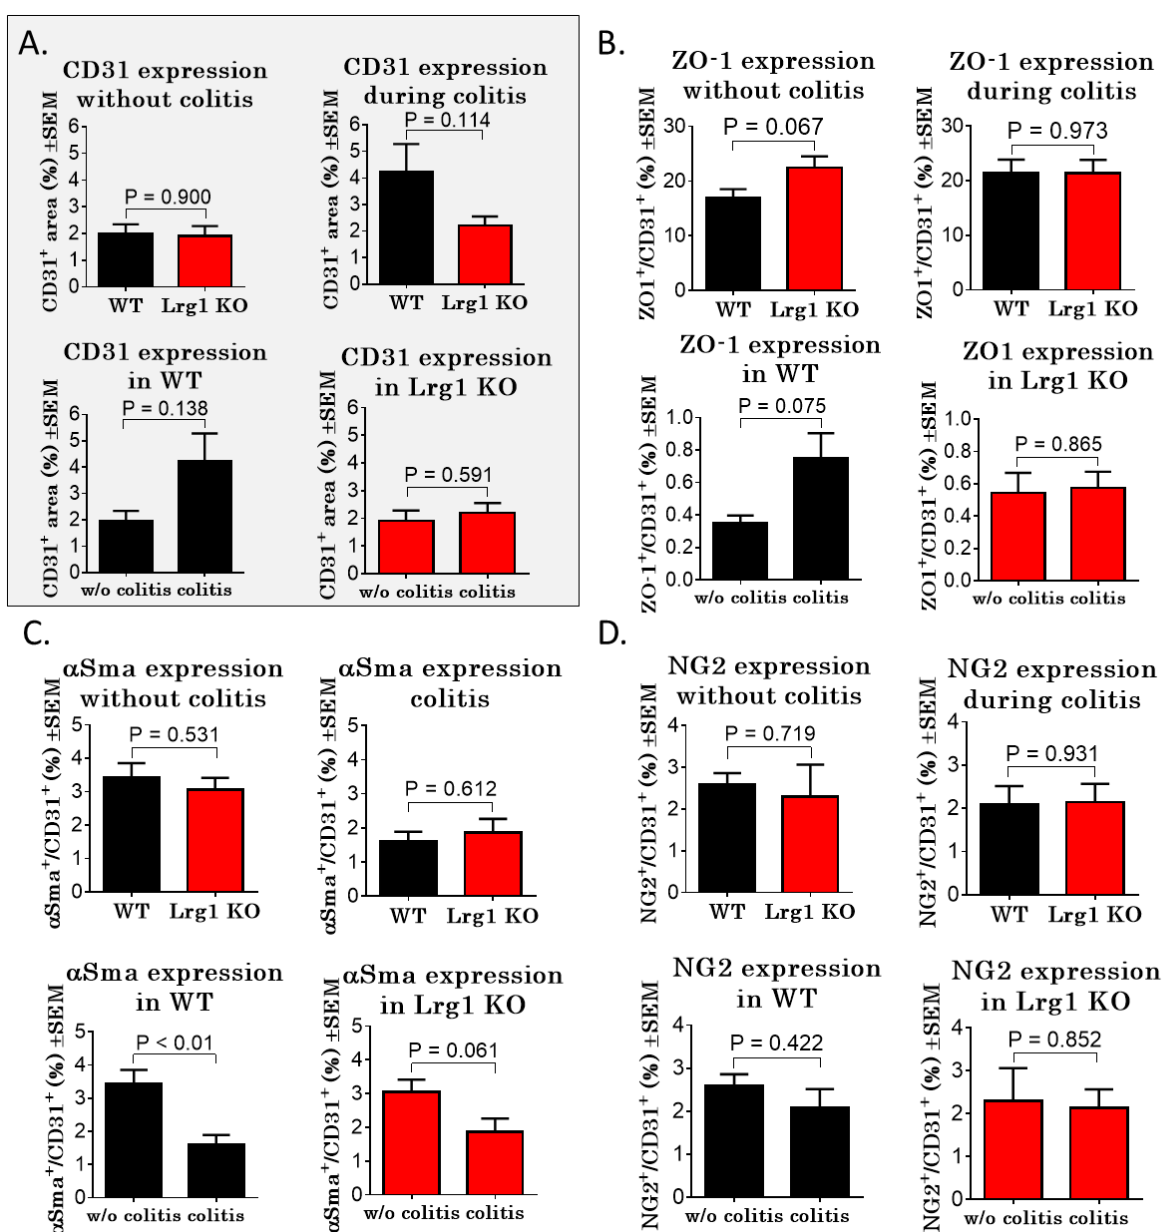 A.
CD31 expression
without colitis
CD31⁺ area (%) ±SEM
6
5
4
3
2
1
0
P = 0.900
WT Lrg1 KO
CD31 expression
during colitis
CD31⁺ area (%) ±SEM
6
5
4
3
2
1
0
P = 0.114
WT Lrg1 KO
CD31 expression
in WT
CD31⁺ area (%) ±SEM
6
5
4
3
2
1
0
P = 0.138
w/o colitis colitis
CD31 expression
in Lrg1 KO
CD31⁺ area (%) ±SEM
6
5
4
3
2
1
0
P = 0.591
w/o colitis colitis
B.
ZO-1 expression
without colitis
ZO1⁺/CD31⁺ (%) ±SEM
30
20
10
0
P = 0.067
WT Lrg1 KO
ZO-1 expression
during colitis
ZO1⁺/CD31⁺ (%) ±SEM
30
20
10
0
P = 0.973
WT Lrg1 KO
ZO-1 expression
in WT
ZO-1⁺/CD31⁺ (%) ±SEM
1.0
0.8
0.6
0.4
0.2
0.0
P = 0.075
w/o colitis colitis
ZO1 expression
in Lrg1 KO
ZO1⁺/CD31⁺ (%) ±SEM
1.0
0.8
0.6
0.4
0.2
0.0
P = 0.865
w/o colitis colitis
C.
αSma expression
without colitis
αSma⁺/CD31⁺ (%) ±SEM
5
4
3
2
1
0
P = 0.531
WT Lrg1 KO
αSma expression
colitis
αSma⁺/CD31⁺ (%) ±SEM
5
4
3
2
1
0
P = 0.612
WT Lrg1 KO
αSma expression
in WT
αSma⁺/CD31⁺ (%) ±SEM
5
4
3
2
1
0
P < 0.01
w/o colitis colitis
αSma expression
in Lrg1 KO
αSma⁺/CD31⁺ (%) ±SEM
5
4
3
2
1
0
P = 0.061
w/o colitis colitis
D.
NG2 expression
without colitis
NG2⁺/CD31⁺ (%) ±SEM
4
3
2
1
0
P = 0.719
WT Lrg1 KO
NG2 expression
during colitis
NG2⁺/CD31⁺ (%) ±SEM
4
3
2
1
0
P = 0.931
WT Lrg1 KO
NG2 expression
in WT
NG2⁺/CD31⁺ (%) ±SEM
4
3
2
1
0
P = 0.422
w/o colitis colitis
NG2 expression
in Lrg1 KO
NG2⁺/CD31⁺ (%) ±SEM
4
3
2
1
0
P = 0.852
w/o colitis colitis